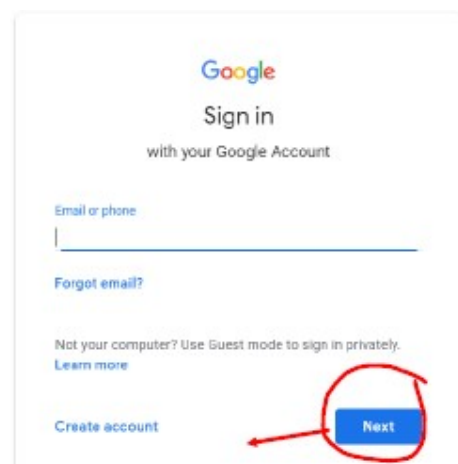 Google
Sign in
with your Google Account
Email or phone
Forgot email?
Not your computer? Use Guest mode to sign in privately.
Learn more
Create account
Next